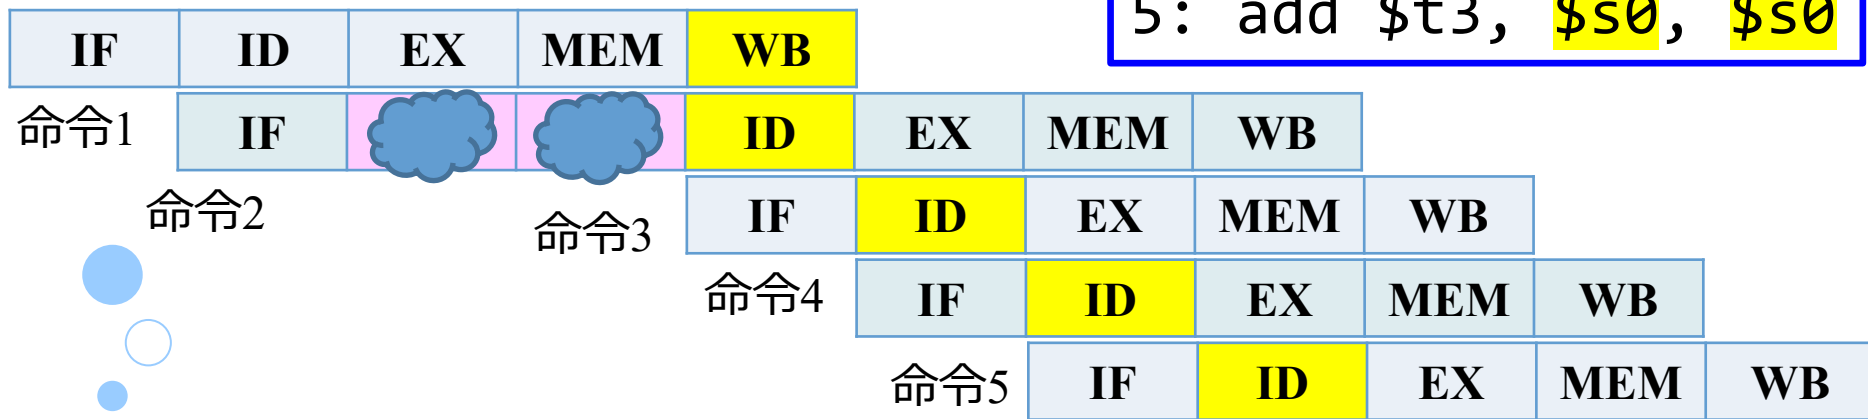 5: add $t3, $s0, $s0
IF ID EX MEM WB
命令1 IF ID EX MEM WB
命令2
命令3 IF ID EX MEM WB
命令4 IF ID EX MEM WB
命令5 IF ID EX MEM WB